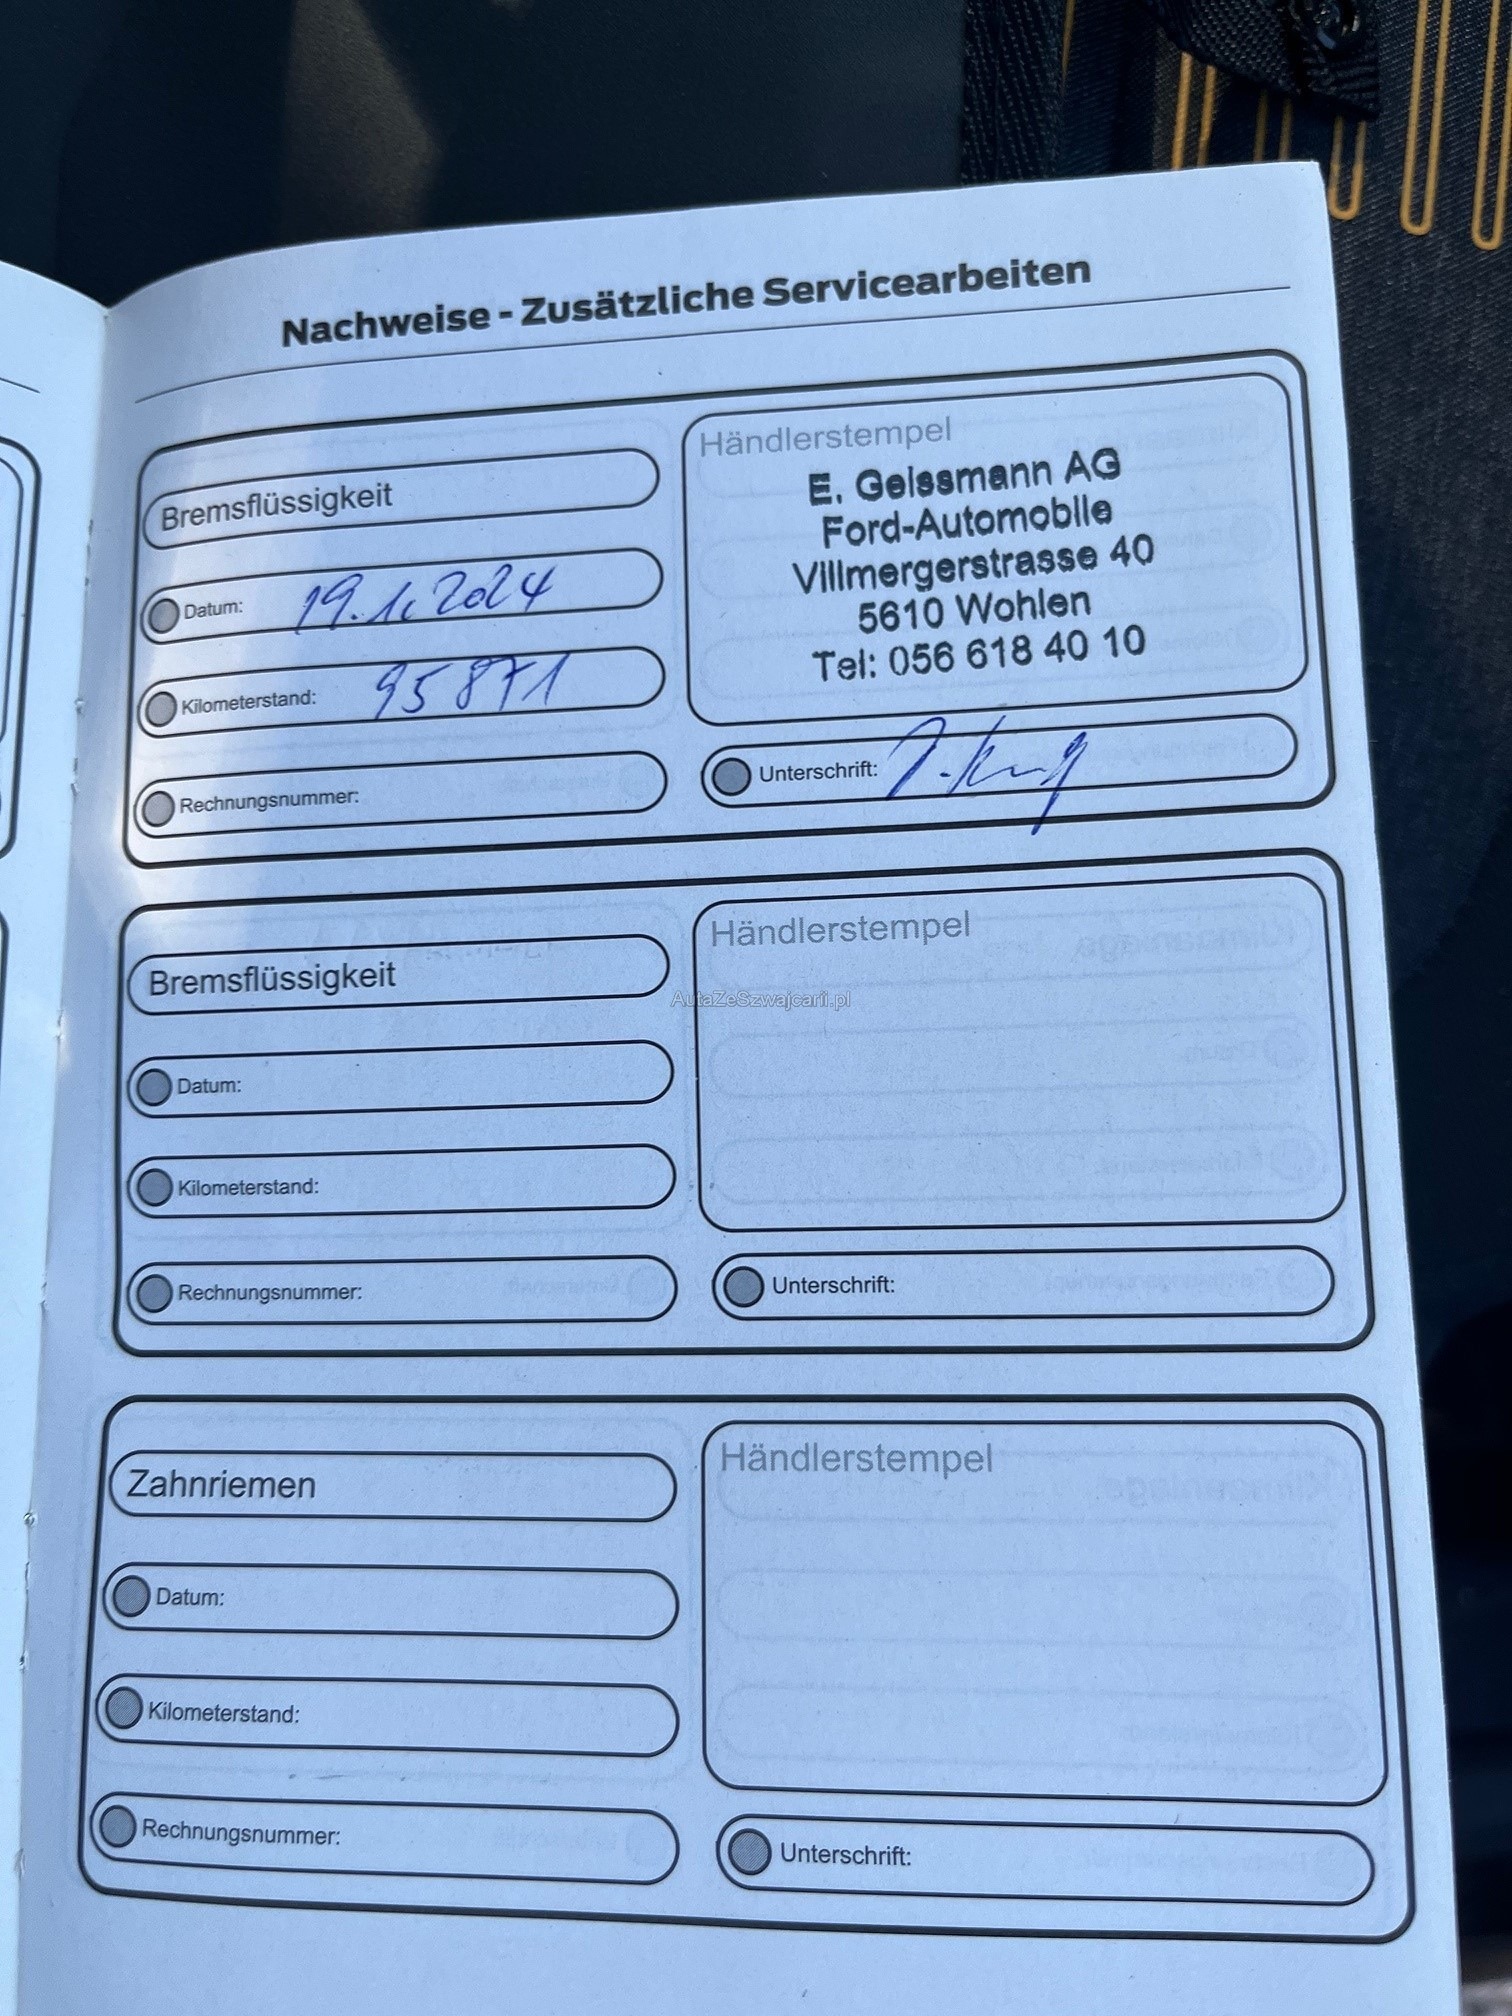 Nachweise - Zusätzliche Servicearbeiten
Bremsflüssigkeit
Datum: 19.1.2024
Kilometerstand: 95871
Rechnungsnummer:
Händlerstempel
E. Geissmann AG
Ford-Automobile
Villmergerstrasse 40
5610 Wohlen
Tel: 056 618 40 10
Unterschrift:
Bremsflüssigkeit
Datum:
Kilometerstand:
Rechnungsnummer:
Händlerstempel
Unterschrift:
AutaZeSzwajcarii.pl
Zahnriemen
Datum:
Kilometerstand:
Rechnungsnummer:
Händlerstempel
Unterschrift: